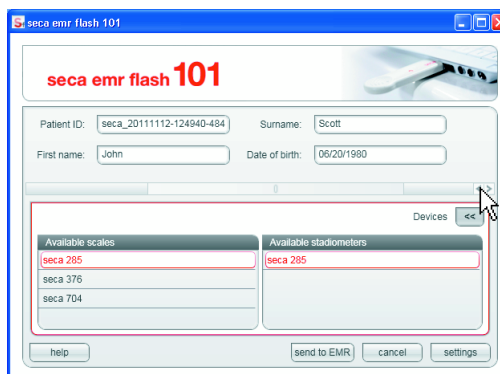 seca emr flash 101
seca emr flash 101
Patient ID: seca_20111112-124940-484 Surname: Scott
First name: John Date of birth: 06/20/1980
Devices <<
Available scales Available stadiometers
seca 285 seca 285
seca 376
seca 704
help send to EMR cancel settings